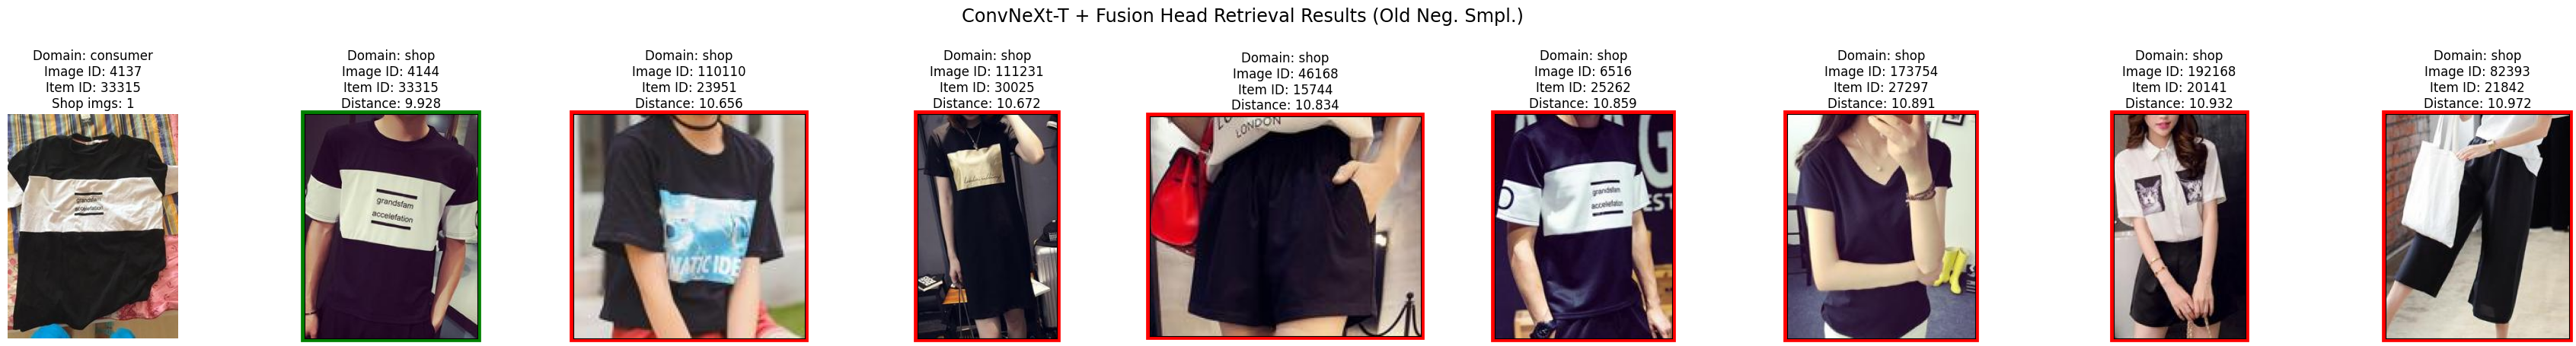 ConvNeXt-T + Fusion Head Retrieval Results (Old Neg. Smpl.)
Domain: consumer
Image ID: 4137
Item ID: 33315
Shop imgs: 1
Domain: shop
Image ID: 4144
Item ID: 33315
Distance: 9.928
Domain: shop
Image ID: 110110
Item ID: 23951
Distance: 10.656
Domain: shop
Image ID: 111231
Item ID: 30025
Distance: 10.672
Domain: shop
Image ID: 46168
Item ID: 15744
Distance: 10.834
Domain: shop
Image ID: 6516
Item ID: 25262
Distance: 10.859
Domain: shop
Image ID: 173754
Item ID: 27297
Distance: 10.891
Domain: shop
Image ID: 192168
Item ID: 20141
Distance: 10.932
Domain: shop
Image ID: 82393
Item ID: 21842
Distance: 10.972
grandsfam
accelefation
grandsfam
accelefation
NATIC IDE
LONDON
grandsfam
accelefation